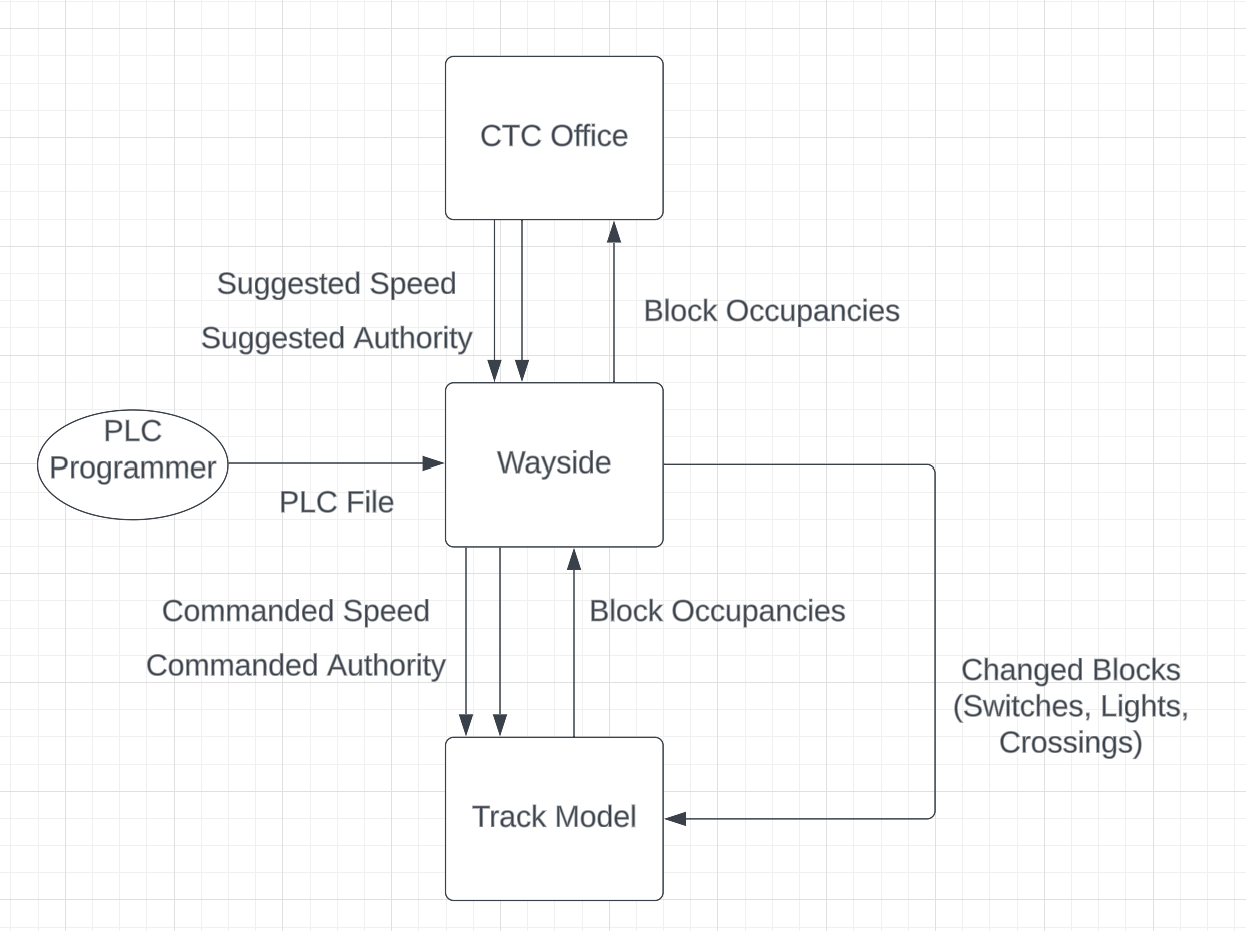 CTC Office
Suggested Speed
Suggested Authority
Block Occupancies
PLC
Programmer
PLC File
Wayside
Commanded Speed
Commanded Authority
Block Occupancies
Changed Blocks
(Switches, Lights,
Crossings)
Track Model